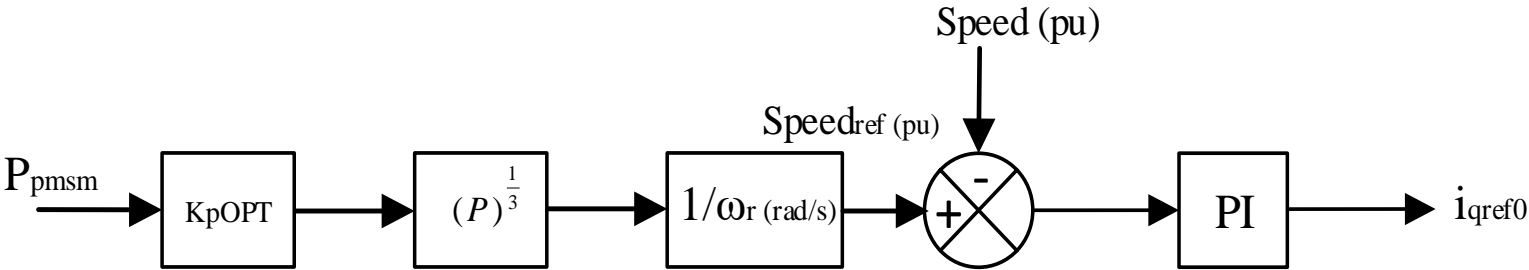 Speed (pu)
Speedref (pu)
Ppmsm
KpOPT
(P)^1/3
1/ωr (rad/s)
-
+
PI
iqref0